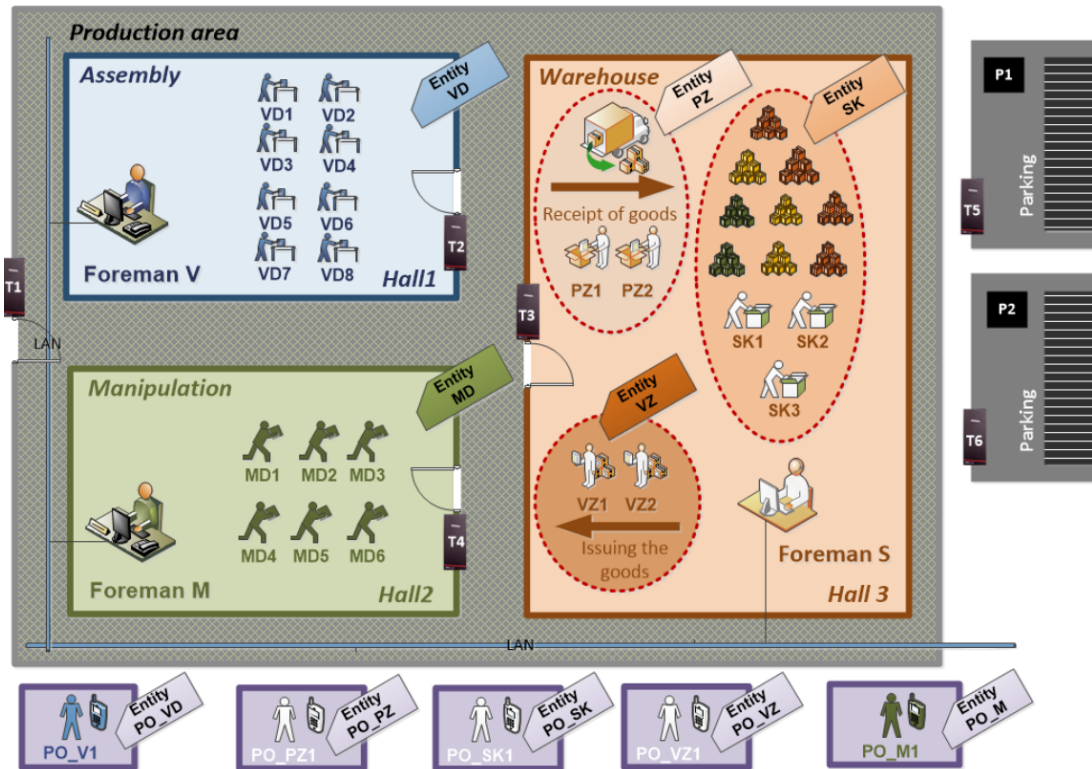 Production area
Assembly
Entity
VD
VD1
VD2
VD3
VD4
VD5
VD6
VD7
VD8
Foreman V
Hall1
T2
T1
LAN
Warehouse
Entity
PZ
Entity
SK
Receipt of goods
PZ1
PZ2
T3
SK1
SK2
SK3
Entity
VZ
VZ1
VZ2
Issuing the
goods
Foreman S
Hall 3
Manipulation
Entity
MD
MD1
MD2
MD3
MD4
MD5
MD6
Foreman M
Hall2
T4
LAN
P1
Parking
T5
P2
Parking
T6
Entity
PO_VD
PO_V1
Entity
PO_PZ
PO_PZ1
Entity
PO_SK
PO_SK1
Entity
PO_VZ
PO_VZ1
Entity
PO_M
PO_M1